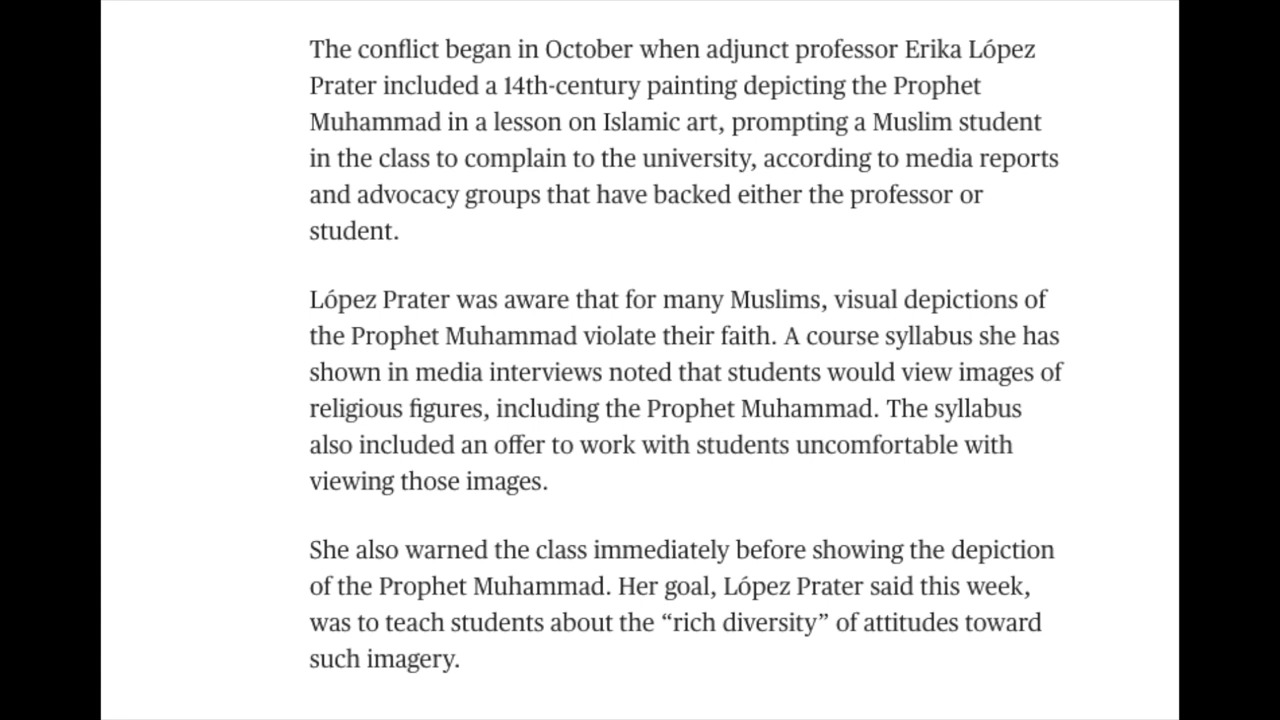 The conflict began in October when adjunct professor Erika López
Prater included a 14th-century painting depicting the Prophet
Muhammad in a lesson on Islamic art, prompting a Muslim student
in the class to complain to the university, according to media reports
and advocacy groups that have backed either the professor or
student.
López Prater was aware that for many Muslims, visual depictions of
the Prophet Muhammad violate their faith. A course syllabus she has
shown in media interviews noted that students would view images of
religious figures, including the Prophet Muhammad. The syllabus
also included an offer to work with students uncomfortable with
viewing those images.
She also warned the class immediately before showing the depiction
of the Prophet Muhammad. Her goal, López Prater said this week,
was to teach students about the “rich diversity” of attitudes toward
such imagery.